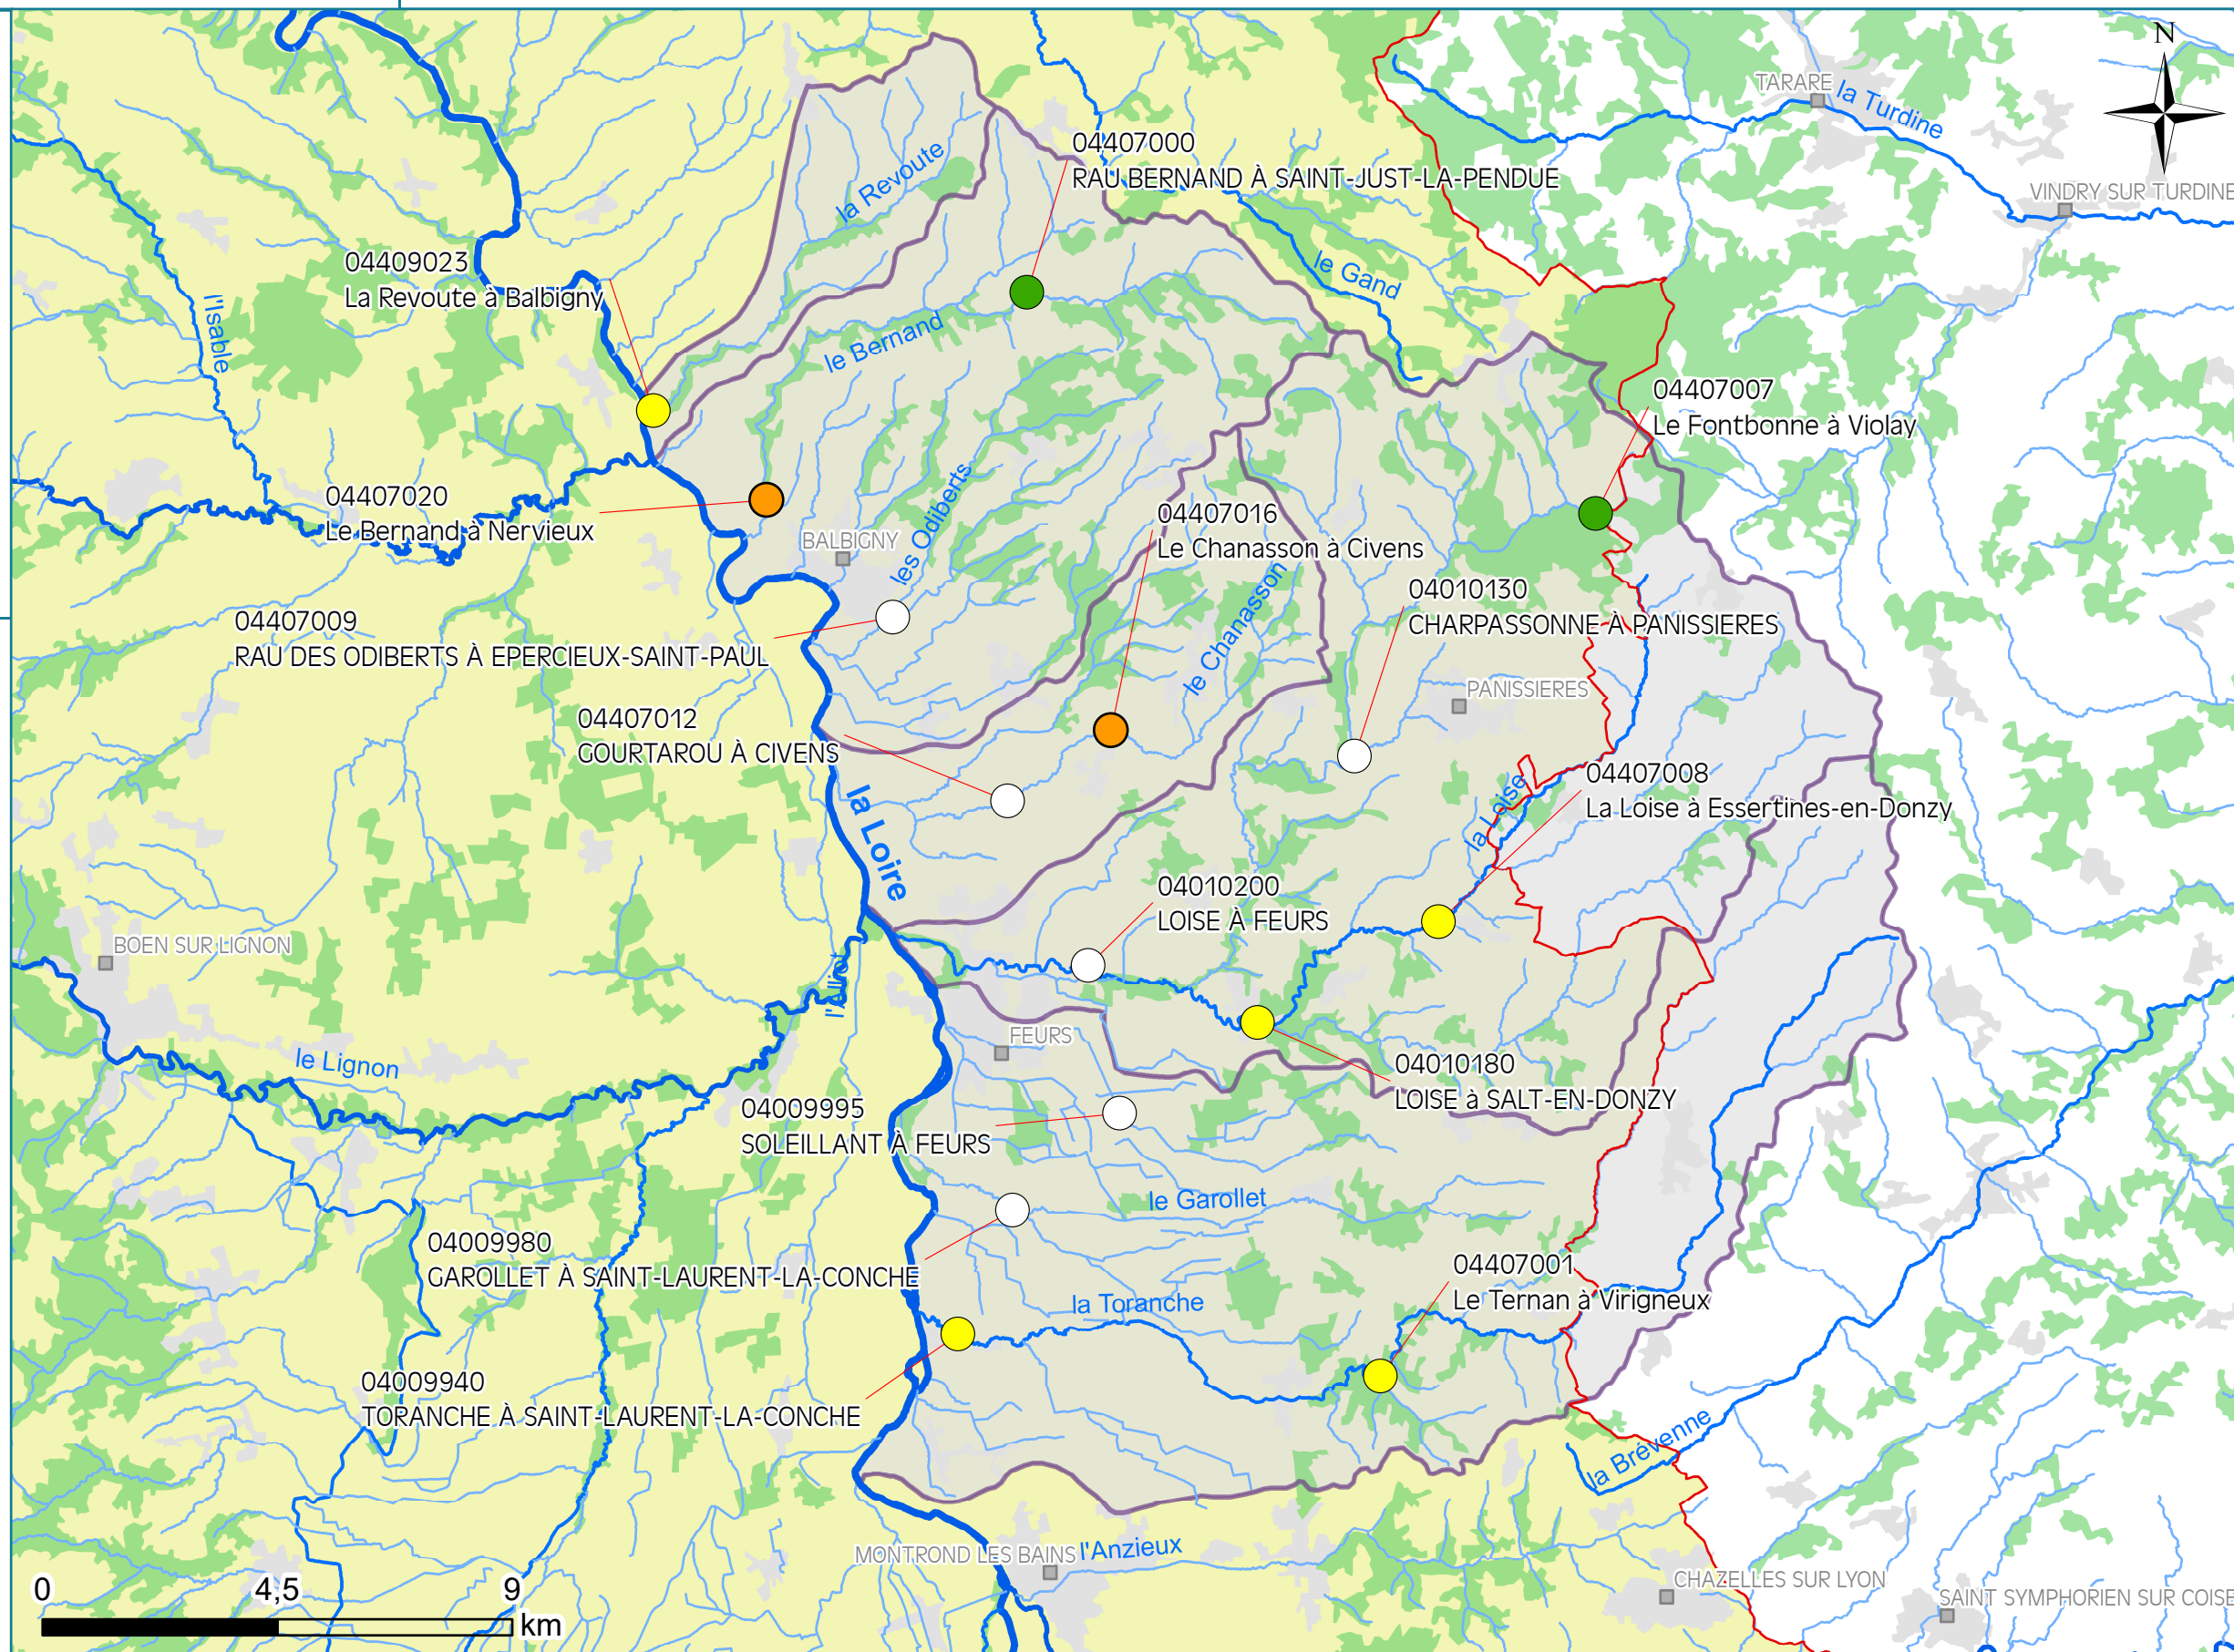 N
TARARE
la Turdine
04407000
RAU BERNAND À SAINT-JUST-LA-PENDUE
la Revoute
VINDRY SUR TURDINE
04409023
La Revoute à Balbigny
le Gand
l'Isable
le Bernand
04407007
Le Fontbonne à Violay
04407020
Le Bernand à Nervieux
les Odiberts
04407016
Le Chanasson à Civens
BALBIGNY
le Chanasson
04010130
CHARPASSONNE À PANISSIERES
04407009
RAU DES ODIBERTS À EPERCIEUX-SAINT-PAUL
PANISSIERES
04407012
GOURTAROU À CIVENS
04407008
La Loise à Essertines-en-Donzy
la Loise
la Loire
04010200
LOISE À FEURS
BOEN SUR LIGNON
FEURS
le Lignon
04010180
LOISE à SALT-EN-DONZY
04009995
SOLEILLANT À FEURS
le Garollet
04009980
GAROLLET À SAINT-LAURENT-LA-CONCHE
04407001
Le Ternan à Virigneux
la Toranche
04009940
TORANCHE À SAINT-LAURENT-LA-CONCHE
la Brévenne
MONTROND LES BAINS
l'Anzieux
CHAZELLES SUR LYON
SAINT SYMPHORIEN SUR COISE
0 4,5 9
km